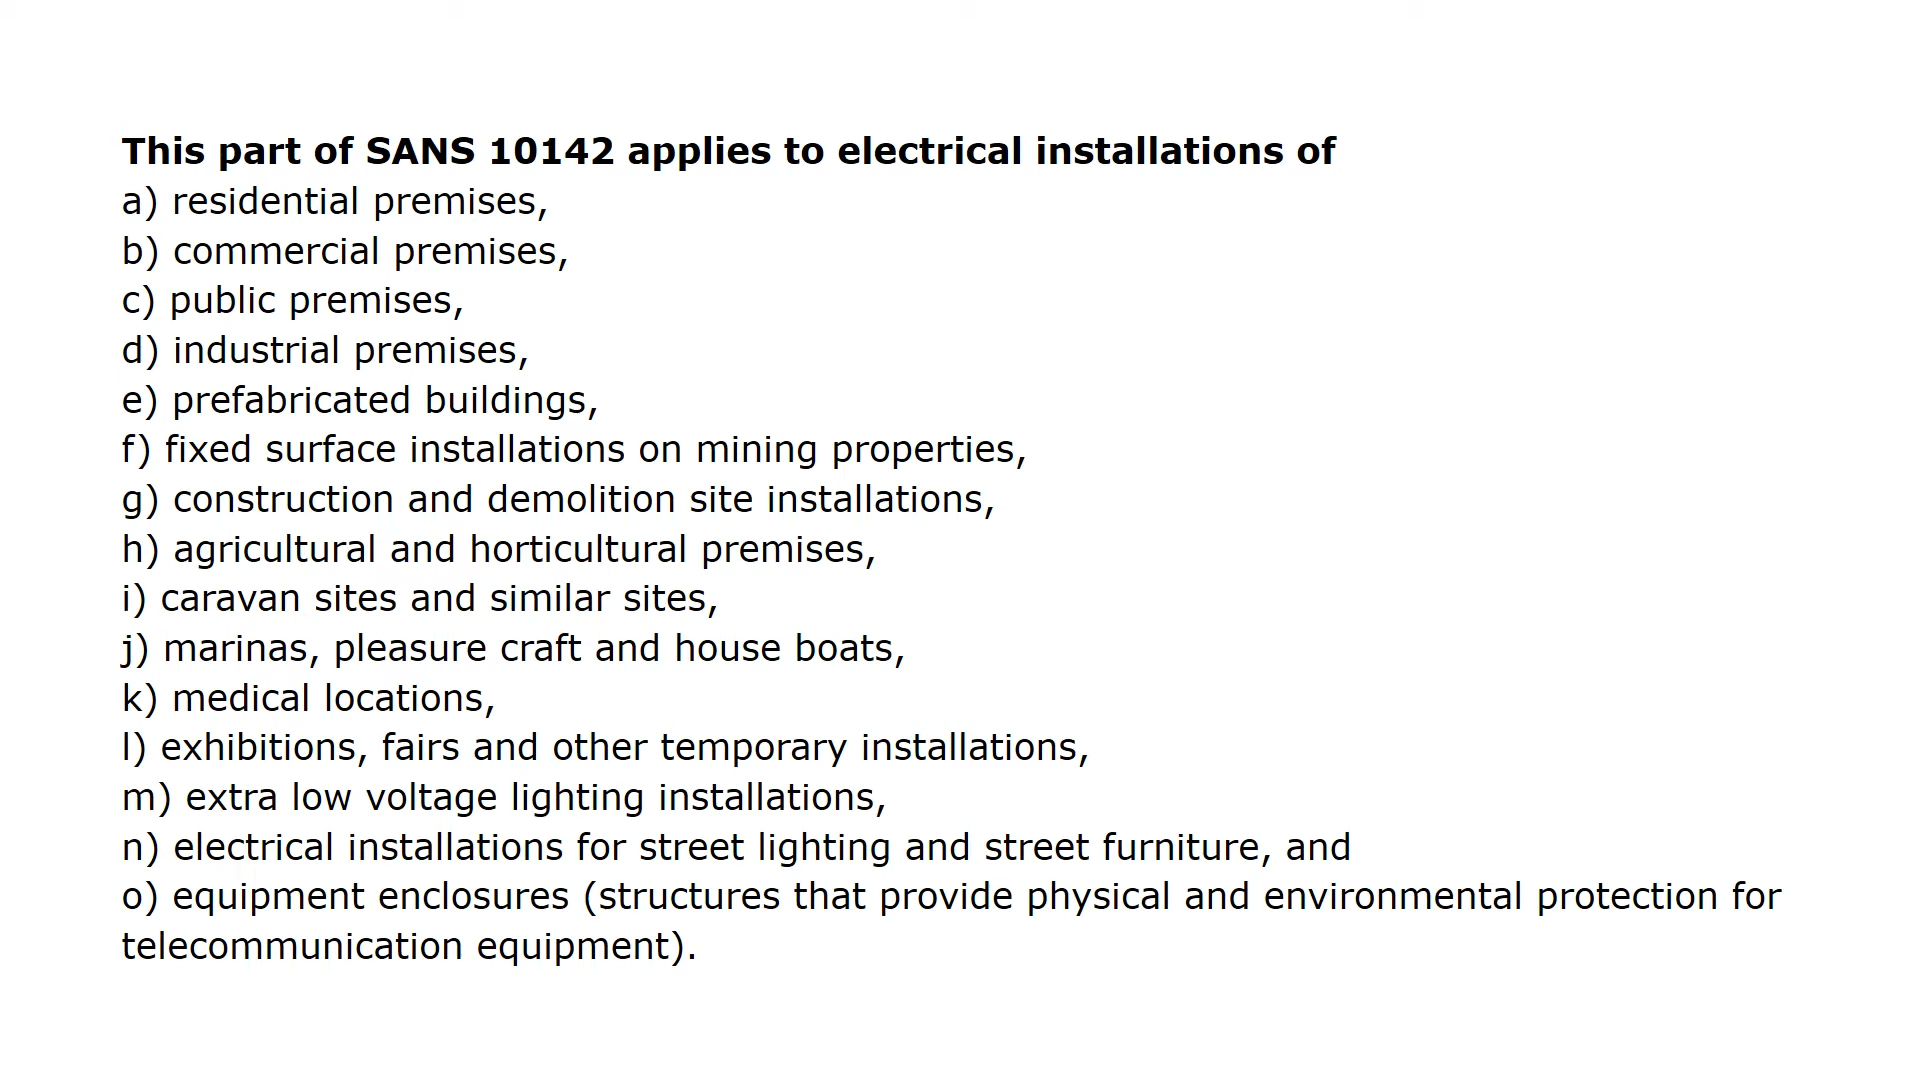 This part of SANS 10142 applies to electrical installations of
a) residential premises,
b) commercial premises,
c) public premises,
d) industrial premises,
e) prefabricated buildings,
f) fixed surface installations on mining properties,
g) construction and demolition site installations,
h) agricultural and horticultural premises,
i) caravan sites and similar sites,
j) marinas, pleasure craft and house boats,
k) medical locations,
l) exhibitions, fairs and other temporary installations,
m) extra low voltage lighting installations,
n) electrical installations for street lighting and street furniture, and
o) equipment enclosures (structures that provide physical and environmental protection for
telecommunication equipment).